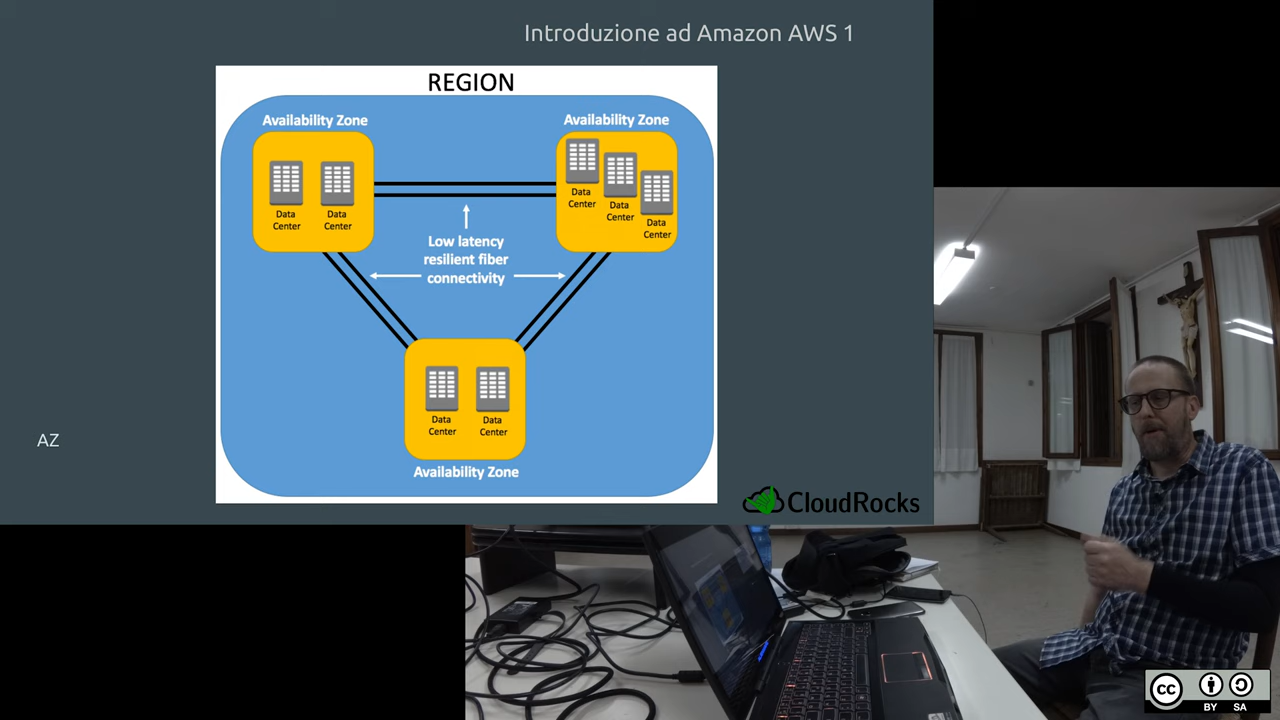 Introduzione ad Amazon AWS 1
REGION
Availability Zone
Availability Zone
Data
Center
Data
Center
Data
Center
Data
Center
Data
Center
Low latency
resilient fiber
connectivity
Data
Center
Data
Center
Availability Zone
AZ
CloudRocks
cc
BY SA